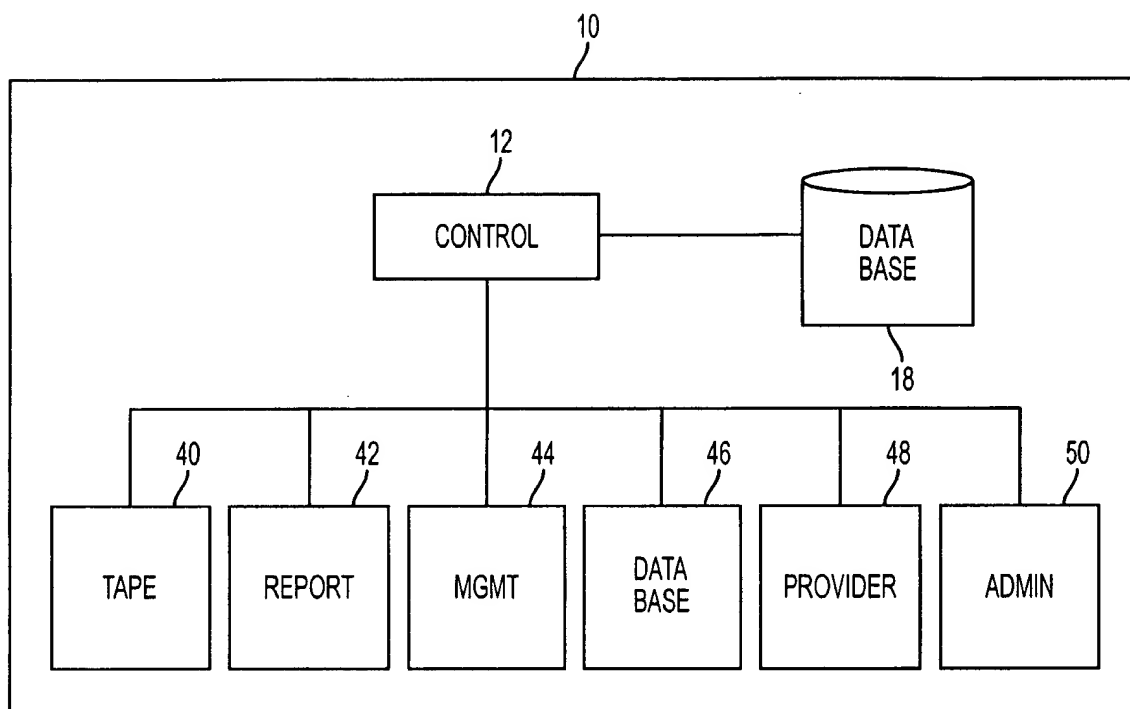 10
12
CONTROL
DATA
BASE
18
40
42
44
46
48
50
TAPE
REPORT
MGMT
DATA
BASE
PROVIDER
ADMIN